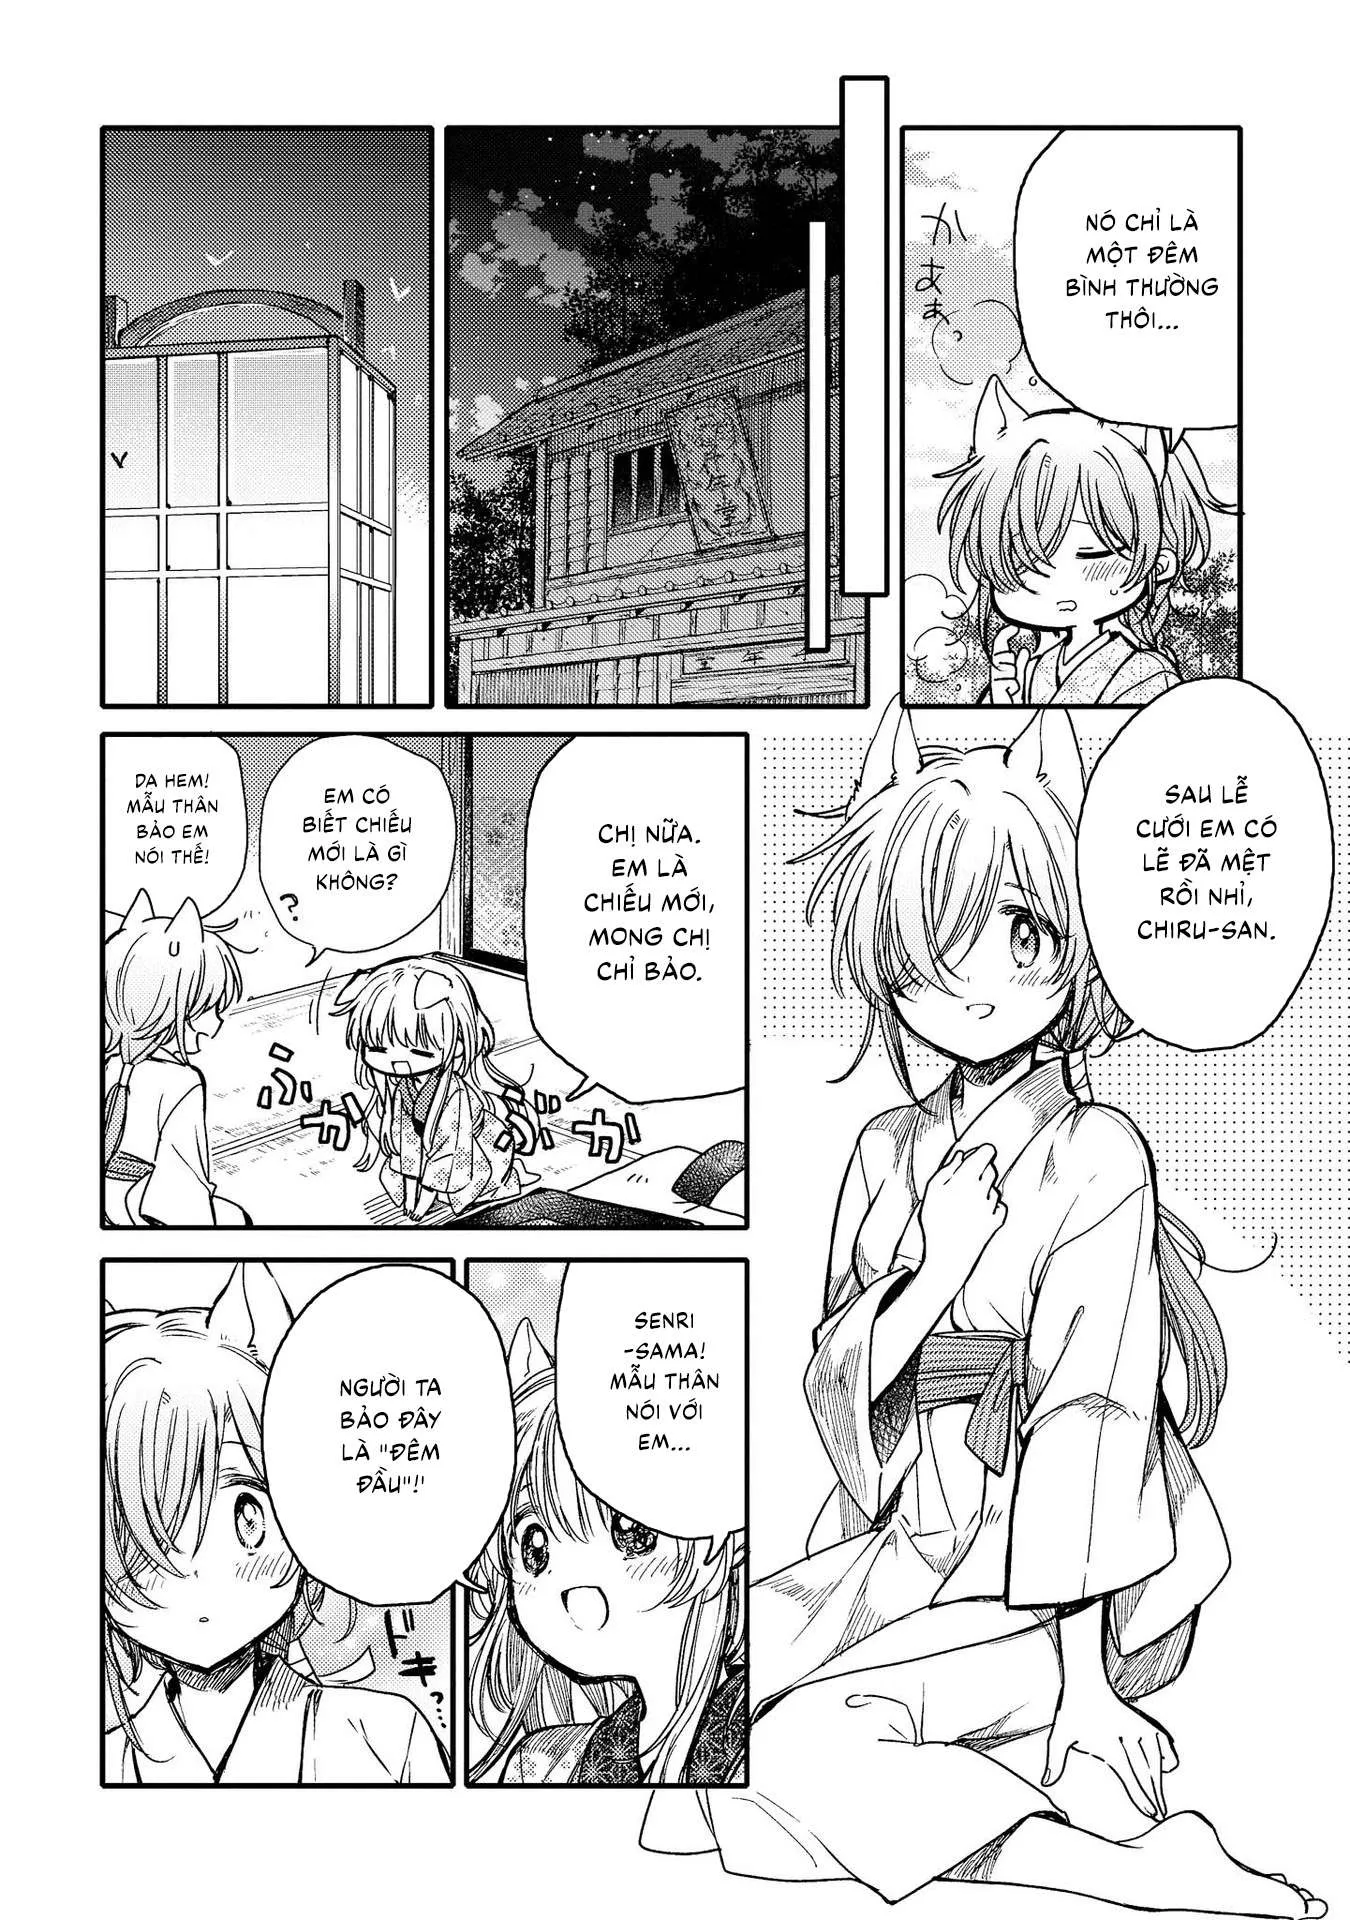 NÓ CHỈ LÀ
MỘT ĐÊM
BÌNH THƯỜNG
THÔI...
かあぁっ
SAU LỄ
CƯỚI EM CÓ
LẼ ĐÃ MỆT
RỒI NHỈ,
CHIRU-SAN.
CHỊ NỮA.
EM LÀ
CHIẾU MỚI,
MONG CHỊ
CHỈ BẢO.
ぶか
ぶか
EM CÓ
BIẾT CHIẾU
MỚI LÀ GÌ
KHÔNG?
?
DẠ HEM!
MẪU THÂN
BẢO EM
NÓI THẾ!
SENRI
-SAMA!
MẪU THÂN
NÓI VỚI
EM...
NGƯỜI TA
BẢO ĐÂY
LÀ "ĐÊM
ĐẦU"!'
ドキ...